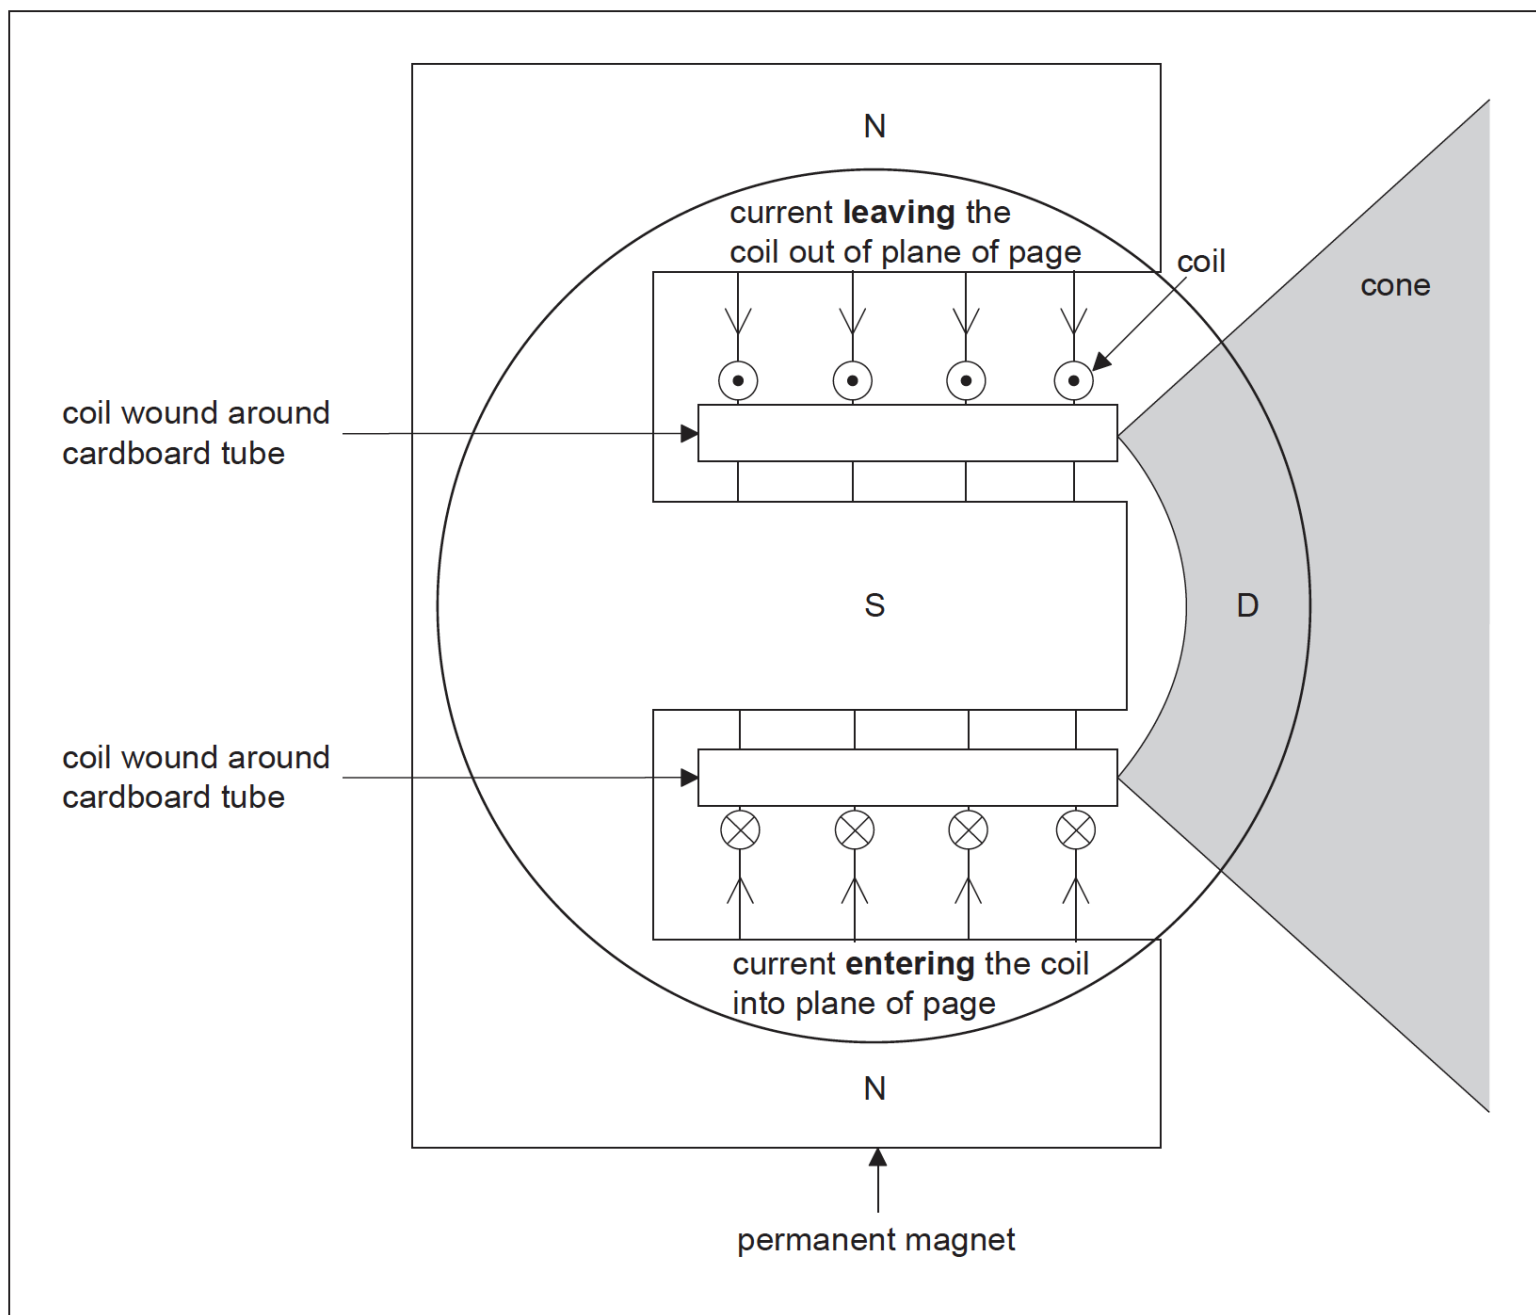 N
current leaving the
coil out of plane of page
coil
cone
coil wound around
cardboard tube
S
D
coil wound around
cardboard tube
current entering the coil
into plane of page
N
permanent magnet